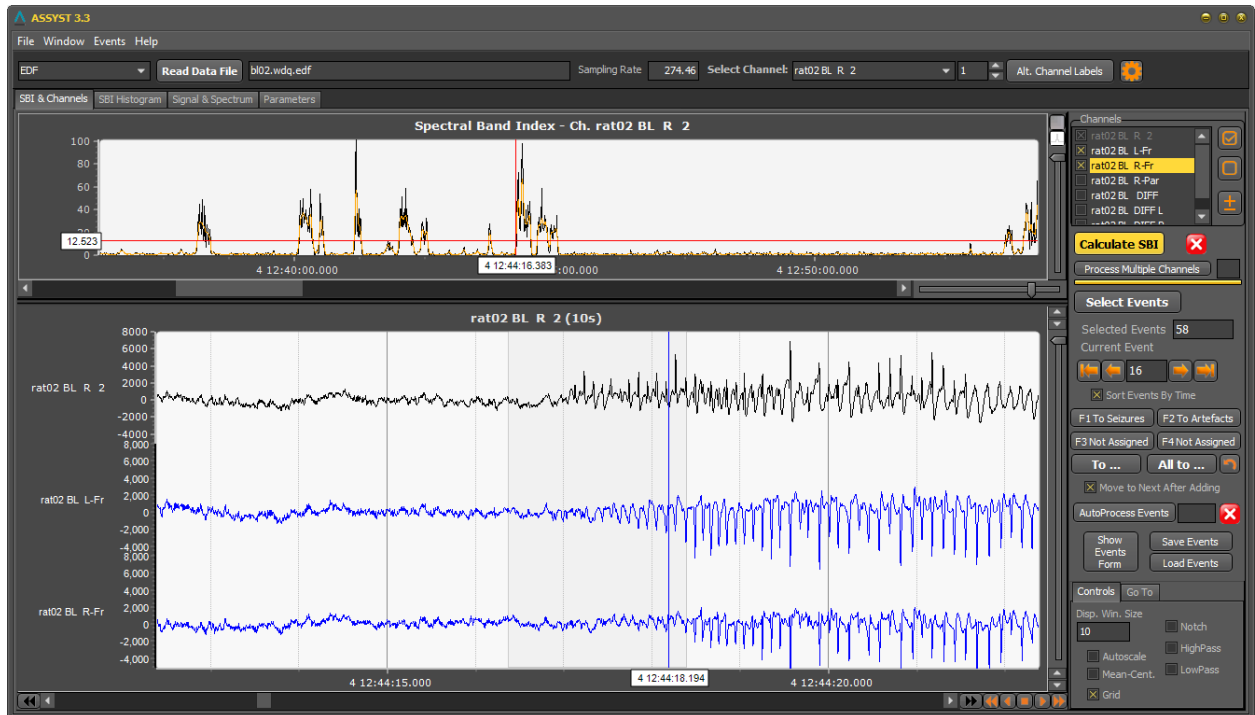 ASSYST 3.3
File Window Events Help
EDF Read Data File bl02.wdq.edf Sampling Rate 274.46 Select Channel: rat02 BL R 2 1 Alt. Channel Labels
SBI & Channels SBI Histogram Signal & Spectrum Parameters
Spectral Band Index - Ch. rat02 BL R 2
100
80
60
40
20
12.523
0
4 12:40:00.000 4 12:44:16.383 :00.000 4 12:50:00.000
rat02 BL R 2 (10s)
8000
6000
4000
2000
rat02 BL R 2 0
-2000
-4000
8,000
6,000
4,000
2,000
rat02 BL L-Fr 0
-2,000
-4,000
8,000
6,000
4,000
2,000
rat02 BL R-Fr 0
-2,000
-4,000
4 12:44:15.000 4 12:44:18.194 4 12:44:20.000
Channels
rat02 BL R 2
rat02 BL L-Fr
rat02 BL R-Fr
rat02 BL R-Par
rat02 BL DIFF
rat02 BL DIFF L
rat02 BL DIFF R
Calculate SBI
Process Multiple Channels
Select Events
Selected Events 58
Current Event
16
Sort Events By Time
F1 To Seizures F2 To Artefacts
F3 Not Assigned F4 Not Assigned
To ... All to ...
Move to Next After Adding
AutoProcess Events
Show Events Form
Save Events
Load Events
Controls Go To
Disp. Win. Size
10
Notch
HighPass
Autoscale
LowPass
Mean-Cent.
Grid